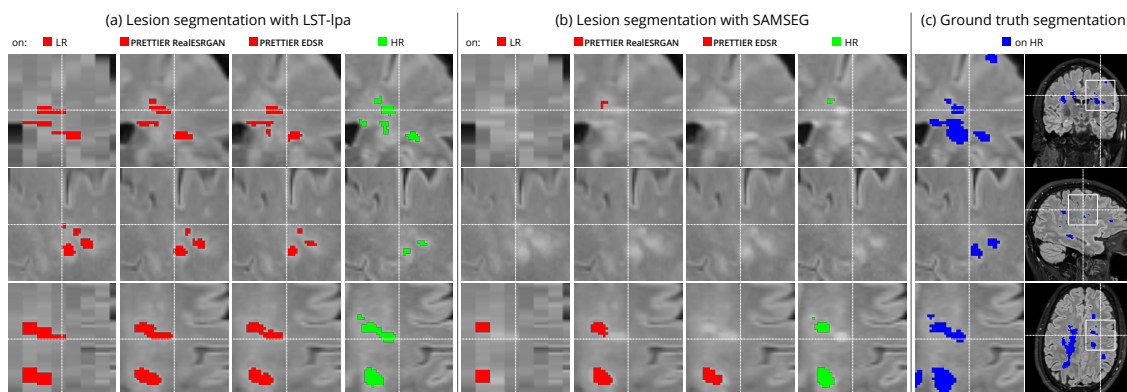 (a) Lesion segmentation with LST-lpa
(b) Lesion segmentation with SAMSEG
(c) Ground truth segmentation
on: LR PRETTIER RealESRGAN PRETTIER EDSR HR
on: LR PRETTIER RealESRGAN PRETTIER EDSR HR
on HR